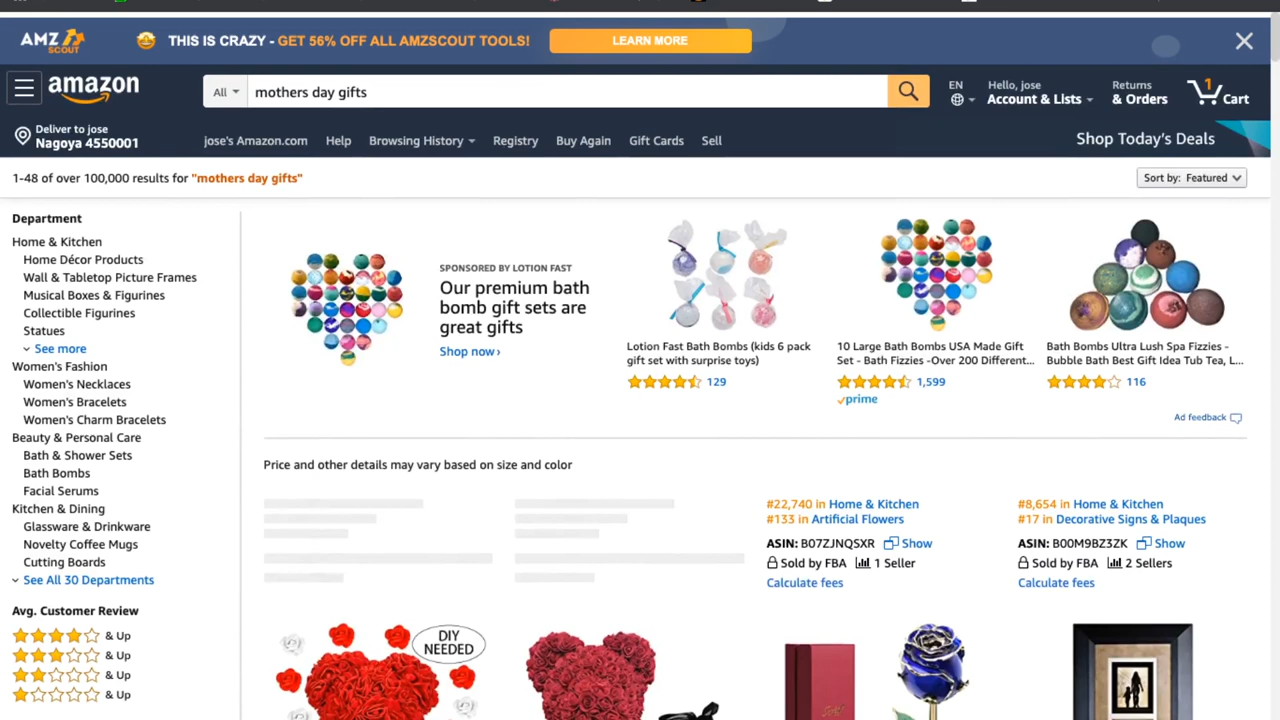 AMZ
SCOUT
THIS IS CRAZY - GET 56% OFF ALL AMZSCOUT TOOLS!
LEARN MORE
amazon
All
mothers day gifts
EN
Hello, jose
Account & Lists
Returns
& Orders
1
Cart
Deliver to jose
Nagoya 4550001
jose's Amazon.com
Help
Browsing History
Registry
Buy Again
Gift Cards
Sell
Shop Today's Deals
1-48 of over 100,000 results for "mothers day gifts"
Sort by: Featured
Department
Home & Kitchen
Home Décor Products
Wall & Tabletop Picture Frames
Musical Boxes & Figurines
Collectible Figurines
Statues
See more
Women's Fashion
Women's Necklaces
Women's Bracelets
Women's Charm Bracelets
Beauty & Personal Care
Bath & Shower Sets
Bath Bombs
Facial Serums
Kitchen & Dining
Glassware & Drinkware
Novelty Coffee Mugs
Cutting Boards
See All 30 Departments
Avg. Customer Review
& Up
& Up
& Up
& Up
SPONSORED BY LOTION FAST
Our premium bath
bomb gift sets are
great gifts
Shop now ›
Lotion Fast Bath Bombs (kids 6 pack
gift set with surprise toys)
129
10 Large Bath Bombs USA Made Gift
Set - Bath Fizzies -Over 200 Different...
1,599
prime
Bath Bombs Ultra Lush Spa Fizzies -
Bubble Bath Best Gift Idea Tub Tea, L...
116
Ad feedback
Price and other details may vary based on size and color
#22,740 in Home & Kitchen
#133 in Artificial Flowers
ASIN: B07ZJNQSXR Show
Sold by FBA 1 Seller
Calculate fees
#8,654 in Home & Kitchen
#17 in Decorative Signs & Plaques
ASIN: B00M9BZ3ZK Show
Sold by FBA 2 Sellers
Calculate fees
DIY
NEEDED